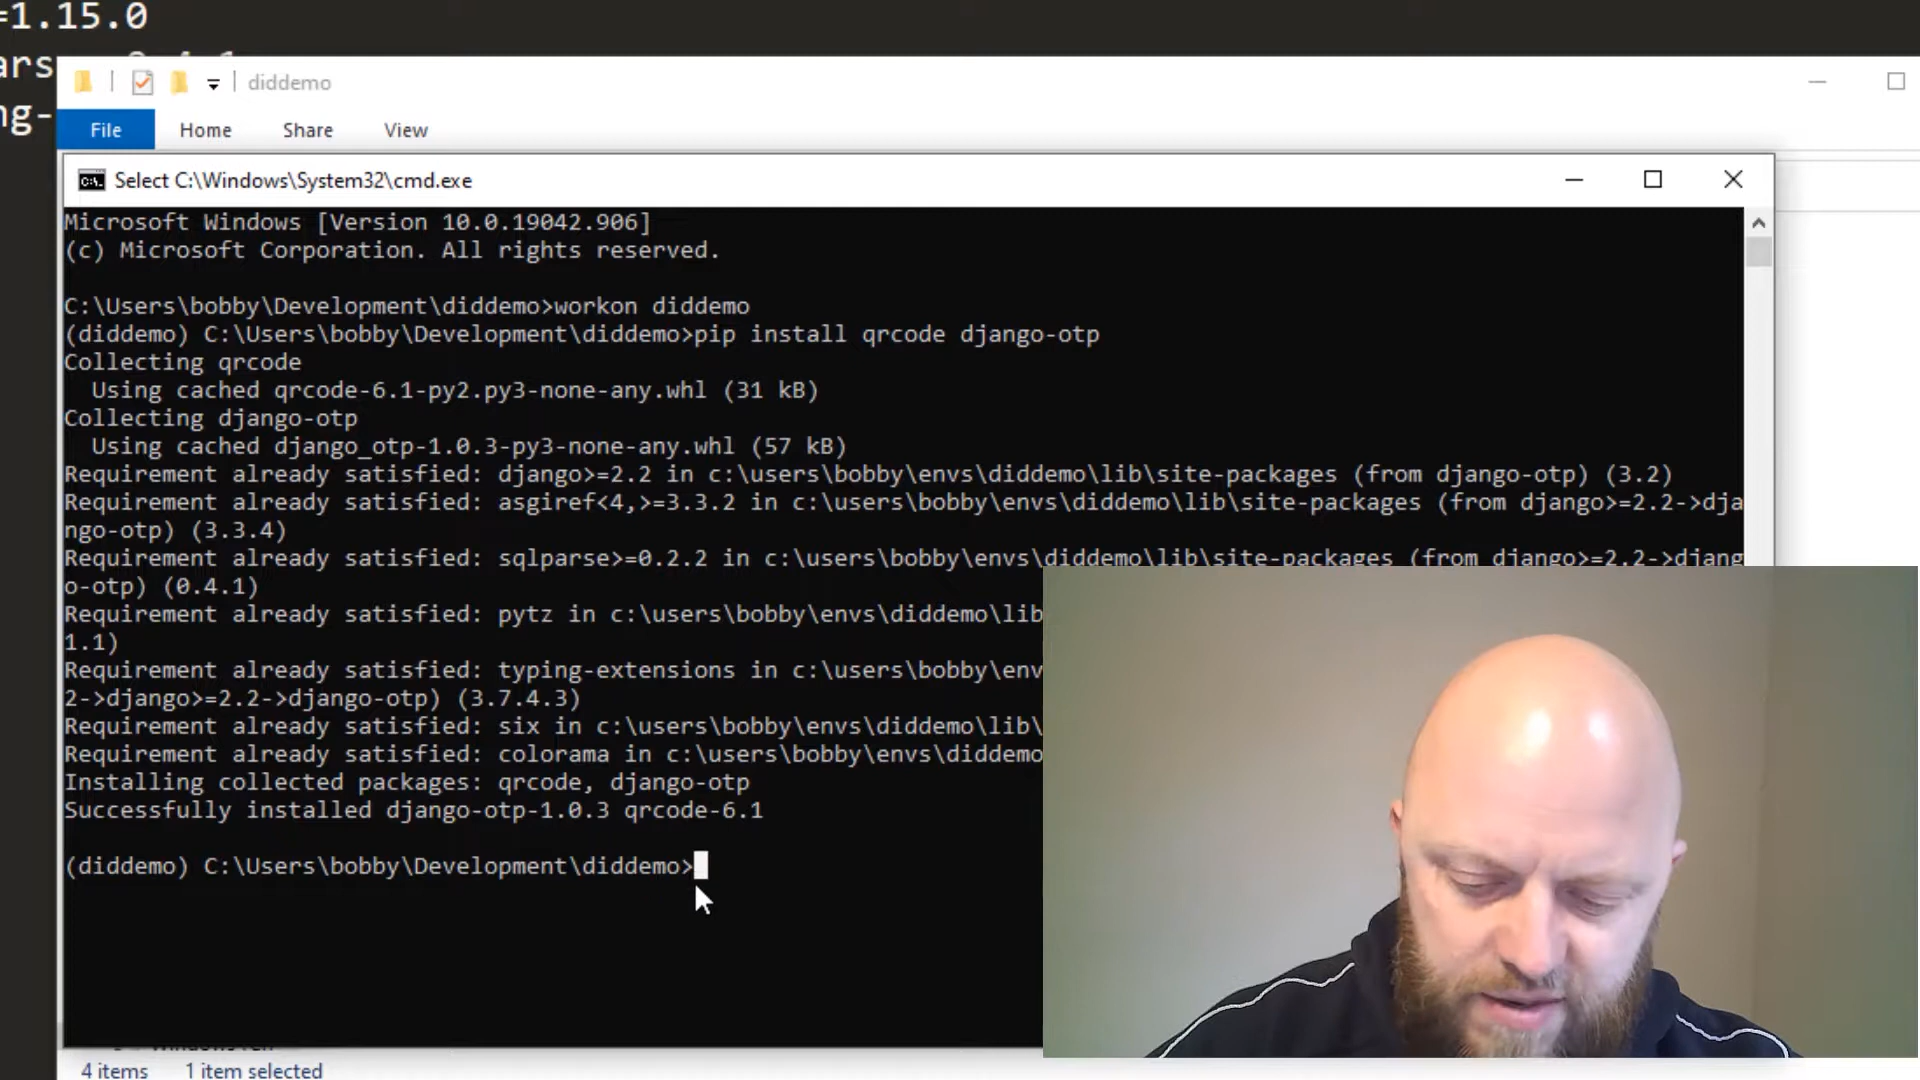 =1.15.0
ars
ng-
diddemo
File Home Share View
Select C:\Windows\System32\cmd.exe
Microsoft Windows [Version 10.0.19042.906]
(c) Microsoft Corporation. All rights reserved.
C:\Users\bobby\Development\diddemo>workon diddemo
(diddemo) C:\Users\bobby\Development\diddemo>pip install qrcode django-otp
Collecting qrcode
Using cached qrcode-6.1-py2.py3-none-any.whl (31 kB)
Collecting django-otp
Using cached django_otp-1.0.3-py3-none-any.whl (57 kB)
Requirement already satisfied: django>=2.2 in c:\users\bobby\envs\diddemo\lib\site-packages (from django-otp) (3.2)
Requirement already satisfied: asgiref<4,>=3.3.2 in c:\users\bobby\envs\diddemo\lib\site-packages (from django>=2.2->dja
ngo-otp) (3.3.4)
Requirement already satisfied: sqlparse>=0.2.2 in c:\users\bobby\envs\diddemo\lib\site-packages (from django>=2.2->djang
o-otp) (0.4.1)
Requirement already satisfied: pytz in c:\users\bobby\envs\diddemo\lib
1.1)
Requirement already satisfied: typing-extensions in c:\users\bobby\env
2->django>=2.2->django-otp) (3.7.4.3)
Requirement already satisfied: six in c:\users\bobby\envs\diddemo\lib\
Requirement already satisfied: colorama in c:\users\bobby\envs\diddemo
Installing collected packages: qrcode, django-otp
Successfully installed django-otp-1.0.3 qrcode-6.1
(diddemo) C:\Users\bobby\Development\diddemo>
4 items 1 item selected